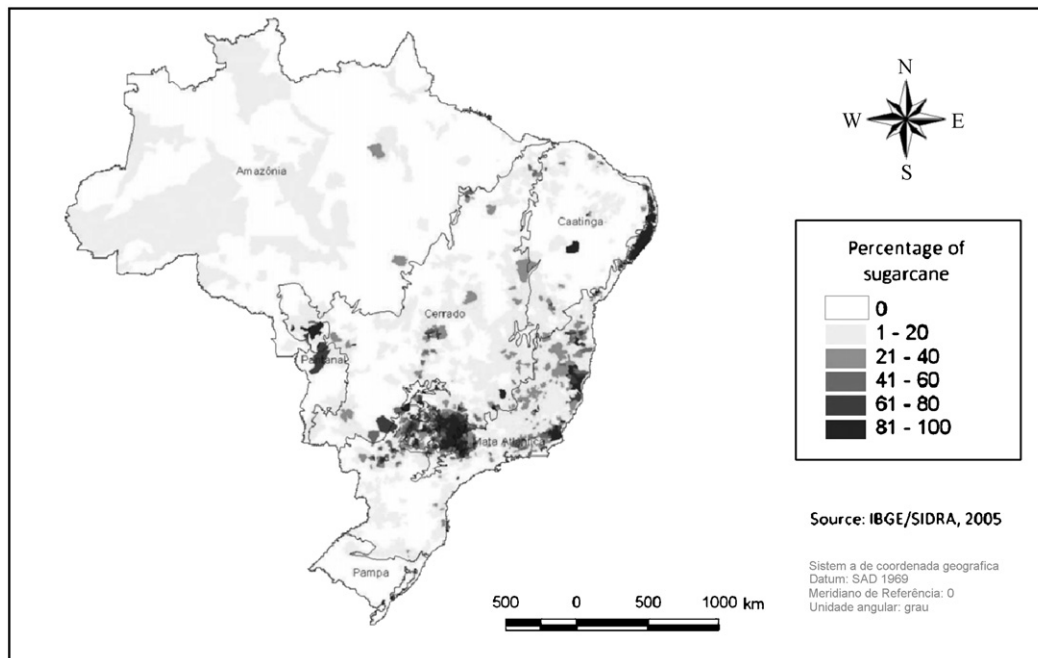 N
W E
S
Amazônia
Caatinga
Cerrado
Pantanal
Mata Atlântica
Pampa
Percentage of
sugarcane
0
1 - 20
21 - 40
41 - 60
61 - 80
81 - 100
Source: IBGE/SIDRA, 2005
Sistem a de coordenada geografica
Datum: SAD 1969
Meridiano de Referência: 0
Unidade angular: grau
500 0 500 1000 km